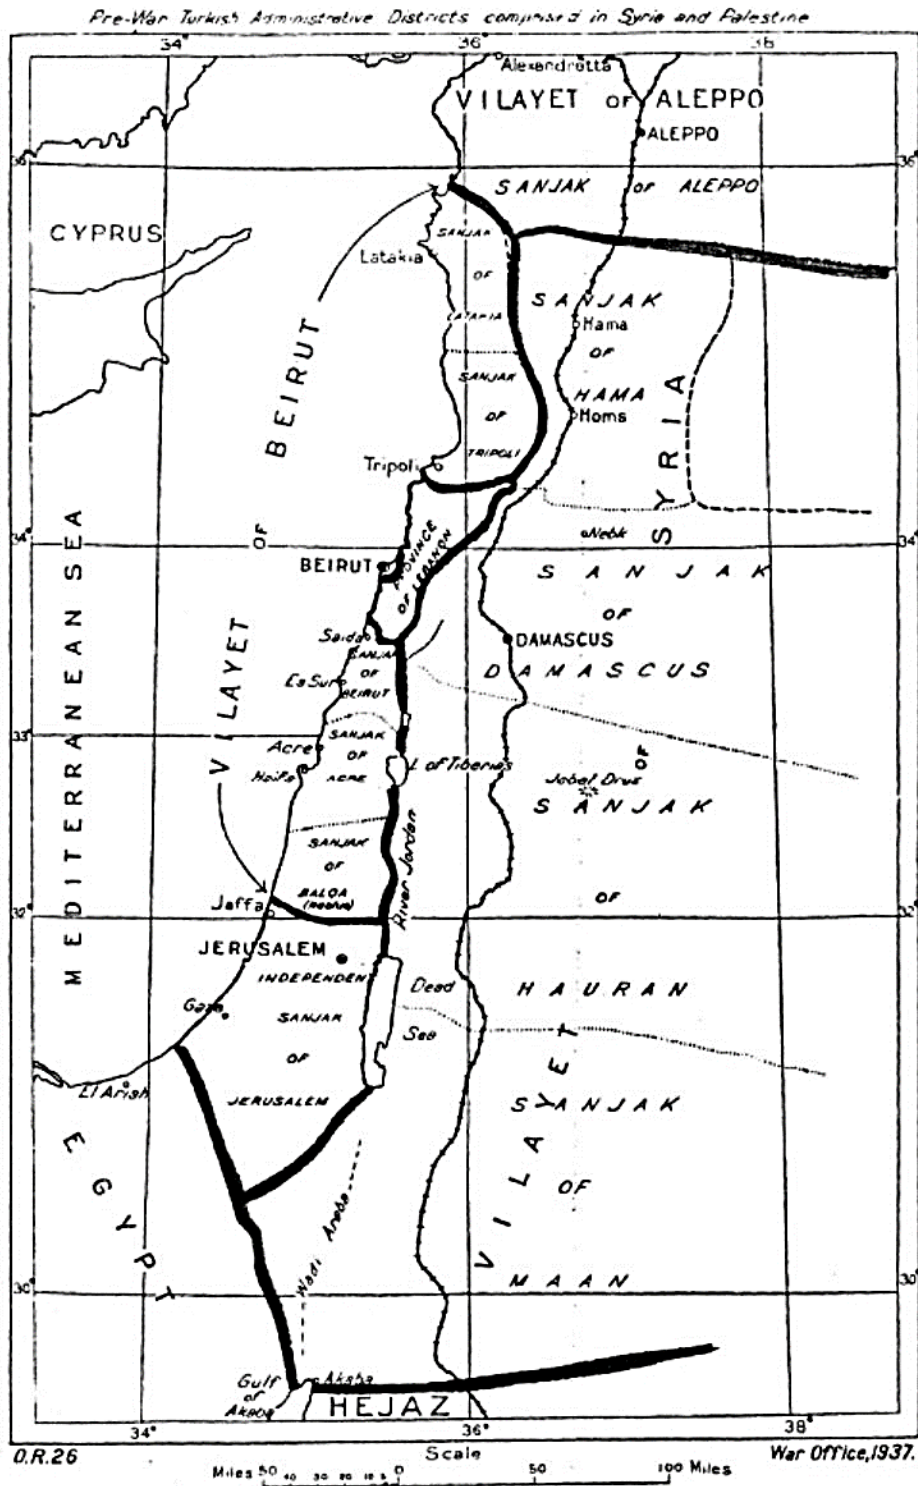 Pre-War Turkish Administrative Districts comprised in Syria and Palestine
34° 36° 38
Alexandretta
VILAYET OF ALEPPO
ALEPPO
36 36°
SANJAK OF ALEPPO
CYPRUS
SANJAK
OF
LATAKIA
Latakia
SANJAK
OF
HAMA
Hama
Homs
SANJAK
OF
TRIPOLI
Tripoli
VILAYET OF BEIRUT
VILAYET OF SYRIA
MEDITERRANEAN SEA
34° 34°
Nebk
PROVINCE
OF LEBANON
BEIRUT
SANJAK
OF
DAMASCUS
DAMASCUS
Saida
SANJAK
OF
BEIRUT
Es Sur
33°
SANJAK
OF
ACRE
Acre
Haifa
L of Tiberias
Jebel Drus
SANJAK
OF
HAURAN
SANJAK
OF
BALQA
River Jordan
Jaffa
32°
JERUSALEM
INDEPENDEN
SANJAK
OF
JERUSALEM
Dead
Sea
Gaza
El Arish
SANJAK
OF
MAAN
EGYPT
Wadi Araba
30° 30°
Gulf
of
Akaba
Akaba
HEJAZ
34° 36° 38°
O.R.26
Scale
War Office, 1937.
Miles 50 40 30 20 10 5 0 50 100 Miles